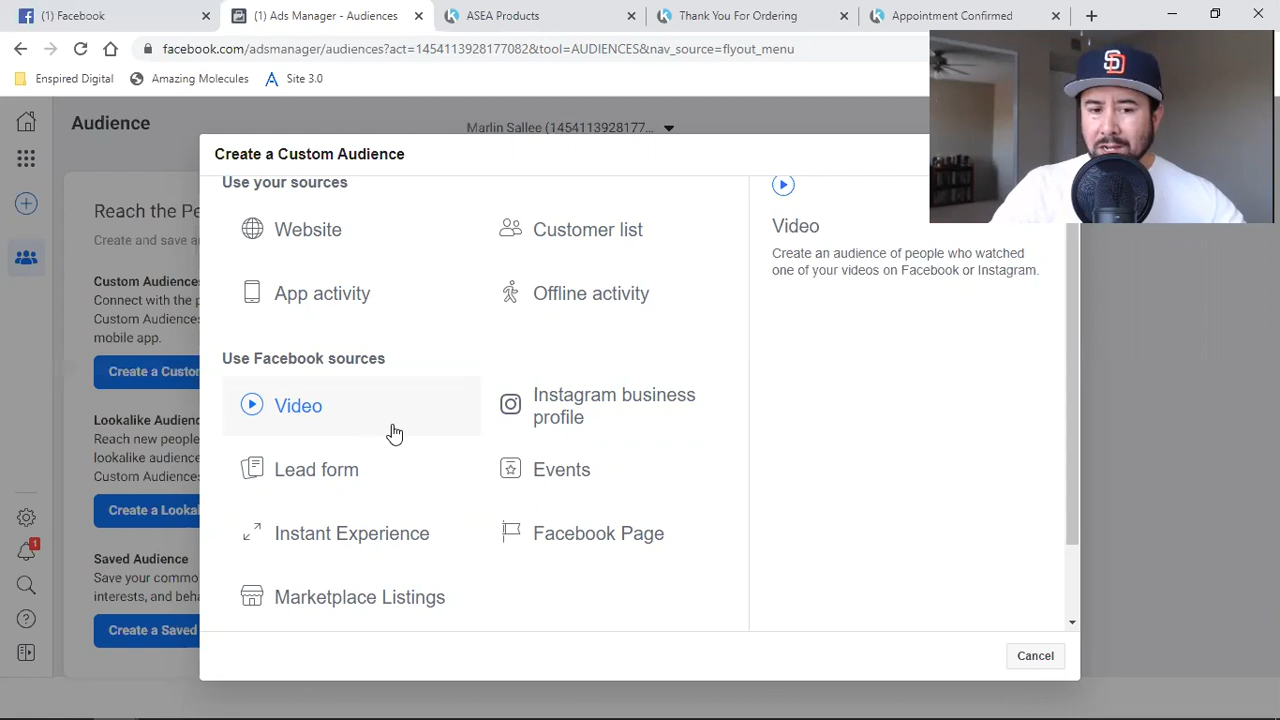 (1) Facebook
(1) Ads Manager - Audiences
ASEA Products
Thank You For Ordering
Appointment Confirmed
facebook.com/adsmanager/audiences?act=1454113928177082&tool=AUDIENCES&nav_source=flyout_menu
Enspired Digital
Amazing Molecules
Site 3.0
Audience
Marlin Sallee (1454113928177...
Reach the Pe
Create and save au
Custom Audiences
Connect with the p
Custom Audiences
mobile app.
Create a Custom
Lookalike Audienc
Reach new people
lookalike audience
Custom Audiences
Create a Lookal
Saved Audience
Save your commo
interests, and beha
Create a Saved
1
Create a Custom Audience
Use your sources
Website
Customer list
App activity
Offline activity
Use Facebook sources
Video
Instagram business
profile
Lead form
Events
Instant Experience
Facebook Page
Marketplace Listings
Video
Create an audience of people who watched
one of your videos on Facebook or Instagram.
Cancel
SD